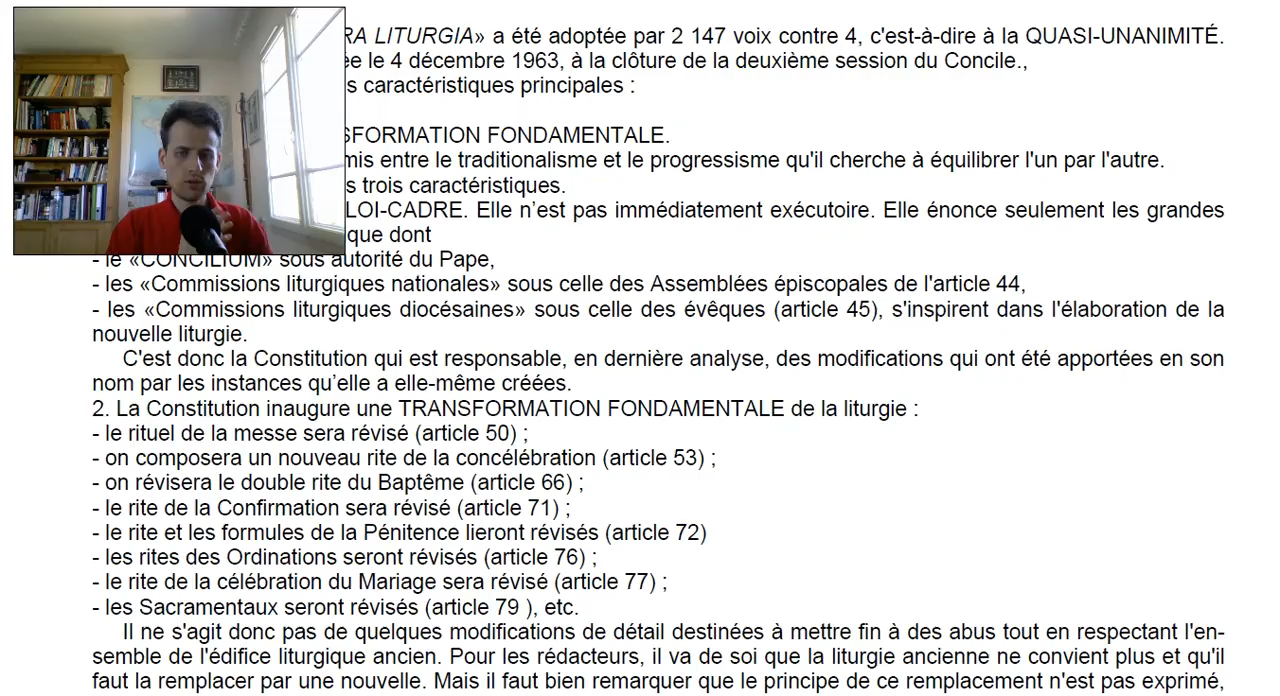 RA LITURGIA» a été adoptée par 2 147 voix contre 4, c'est-à-dire à la QUASI-UNANIMITÉ.
ée le 4 décembre 1963, à la clôture de la deuxième session du Concile.,
s caractéristiques principales :
SFORMATION FONDAMENTALE.
mis entre le traditionalisme et le progressisme qu'il cherche à équilibrer l'un par l'autre.
s trois caractéristiques.
LOI-CADRE. Elle n’est pas immédiatement exécutoire. Elle énonce seulement les grandes
que dont
- le «CONCILIUM» sous autorité du Pape,
- les «Commissions liturgiques nationales» sous celle des Assemblées épiscopales de l'article 44,
- les «Commissions liturgiques diocésaines» sous celle des évêques (article 45), s'inspirent dans l'élaboration de la
nouvelle liturgie.
C'est donc la Constitution qui est responsable, en dernière analyse, des modifications qui ont été apportées en son
nom par les instances qu’elle a elle-même créées.
2. La Constitution inaugure une TRANSFORMATION FONDAMENTALE de la liturgie :
- le rituel de la messe sera révisé (article 50) ;
- on composera un nouveau rite de la concélébration (article 53) ;
- on révisera le double rite du Baptême (article 66) ;
- le rite de la Confirmation sera révisé (article 71) ;
- le rite et les formules de la Pénitence lieront révisés (article 72)
- les rites des Ordinations seront révisés (article 76) ;
- le rite de la célébration du Mariage sera révisé (article 77) ;
- les Sacramentaux seront révisés (article 79 ), etc.
Il ne s'agit donc pas de quelques modifications de détail destinées à mettre fin à des abus tout en respectant l'en-
semble de l'édifice liturgique ancien. Pour les rédacteurs, il va de soi que la liturgie ancienne ne convient plus et qu'il
faut la remplacer par une nouvelle. Mais il faut bien remarquer que le principe de ce remplacement n'est pas exprimé,